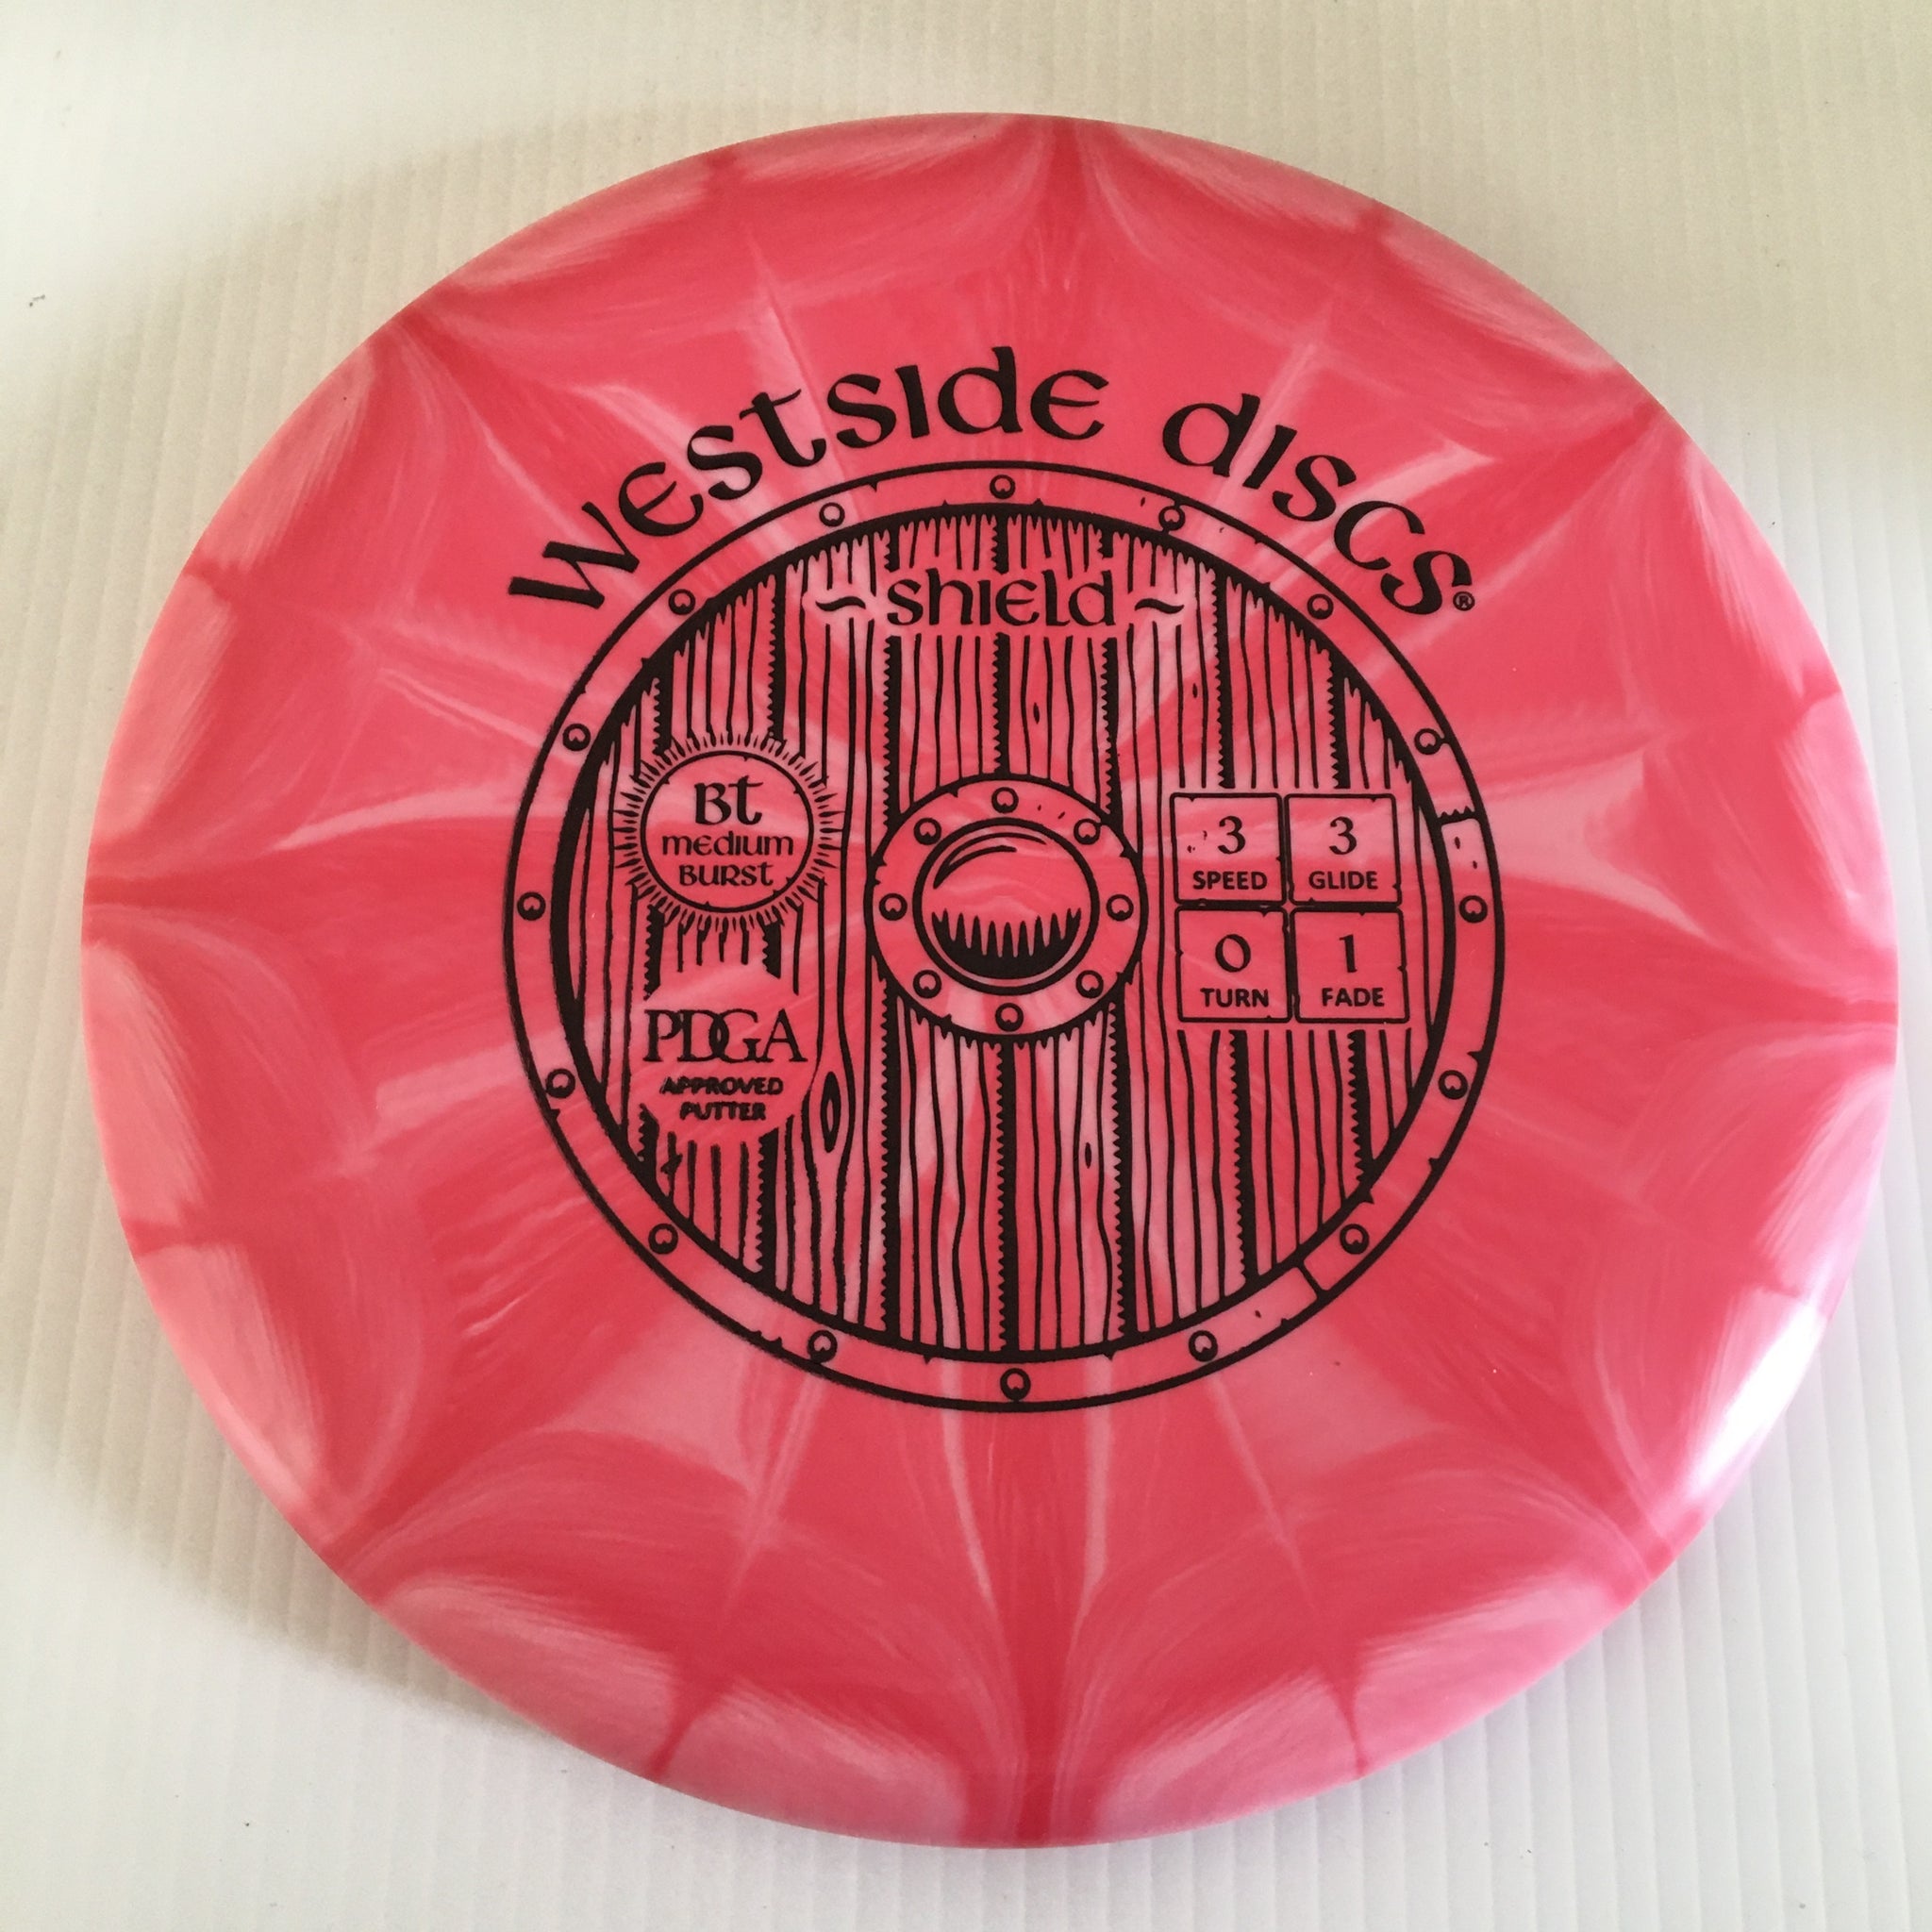 westside discs®
~ shield ~
Bt
medium
BURST
3
SPEED
3
GLIDE
0
TURN
1
FADE
PDGA
APPROVED
PUTTER